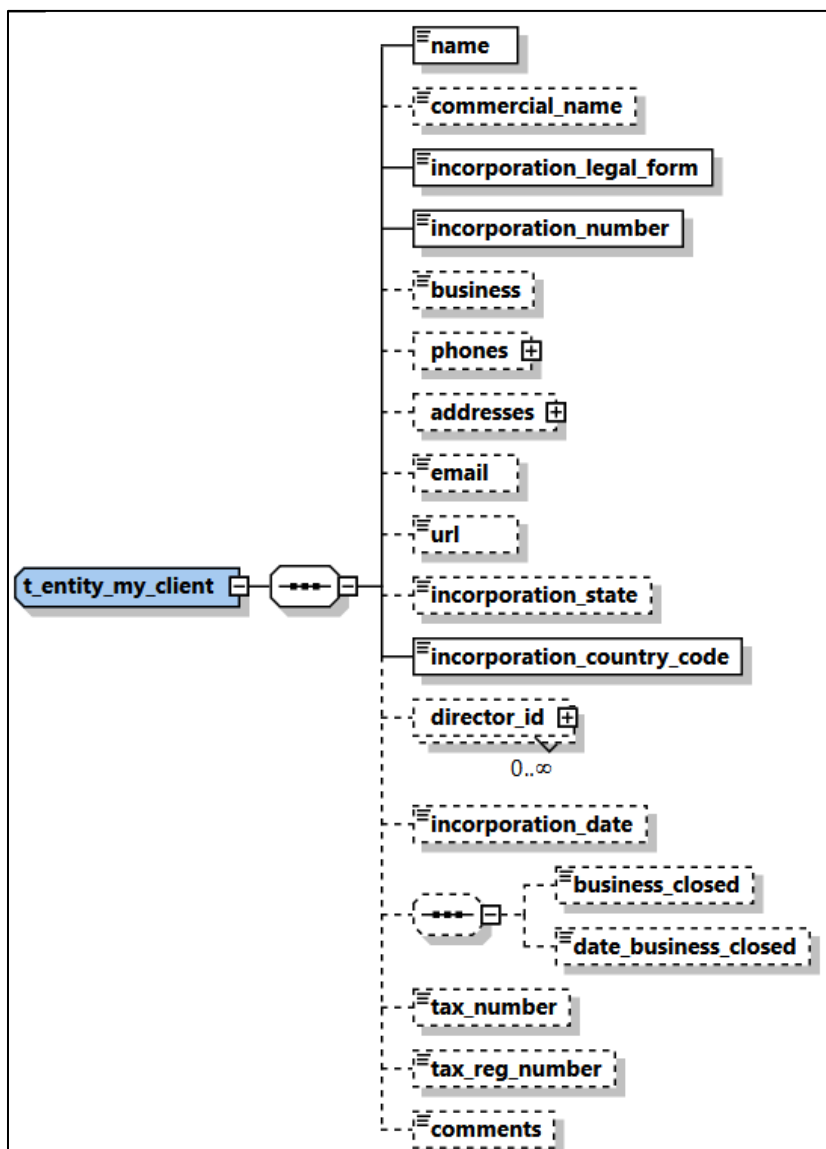 name
commercial_name
incorporation_legal_form
incorporation_number
business
phones
addresses
email
url
t_entity_my_client
incorporation_state
incorporation_country_code
director_id
0..∞
incorporation_date
business_closed
date_business_closed
tax_number
tax_reg_number
comments